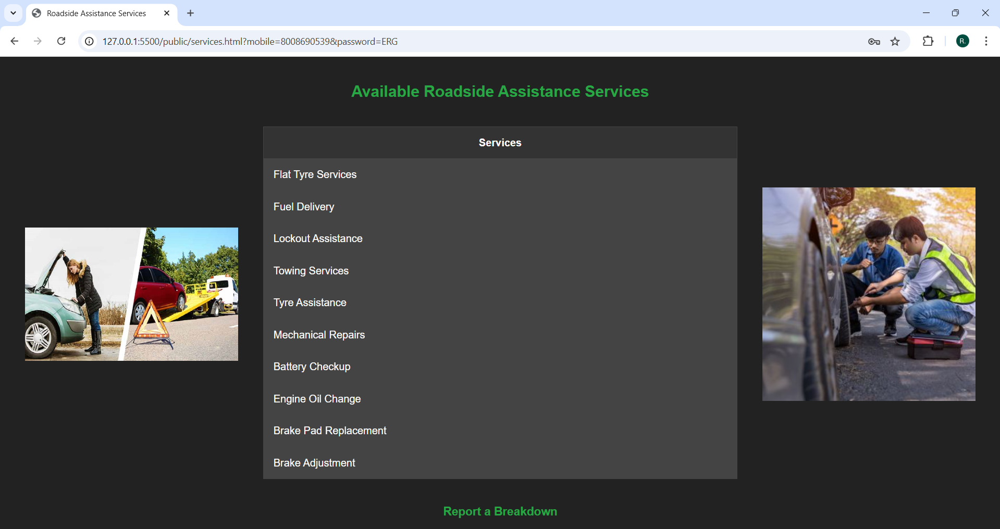 Roadside Assistance Services
127.0.0.1:5500/public/services.html?mobile=8008690539&password=ERG
R.
Available Roadside Assistance Services
Services
Flat Tyre Services
Fuel Delivery
Lockout Assistance
Towing Services
Tyre Assistance
Mechanical Repairs
Battery Checkup
Engine Oil Change
Brake Pad Replacement
Brake Adjustment
Report a Breakdown